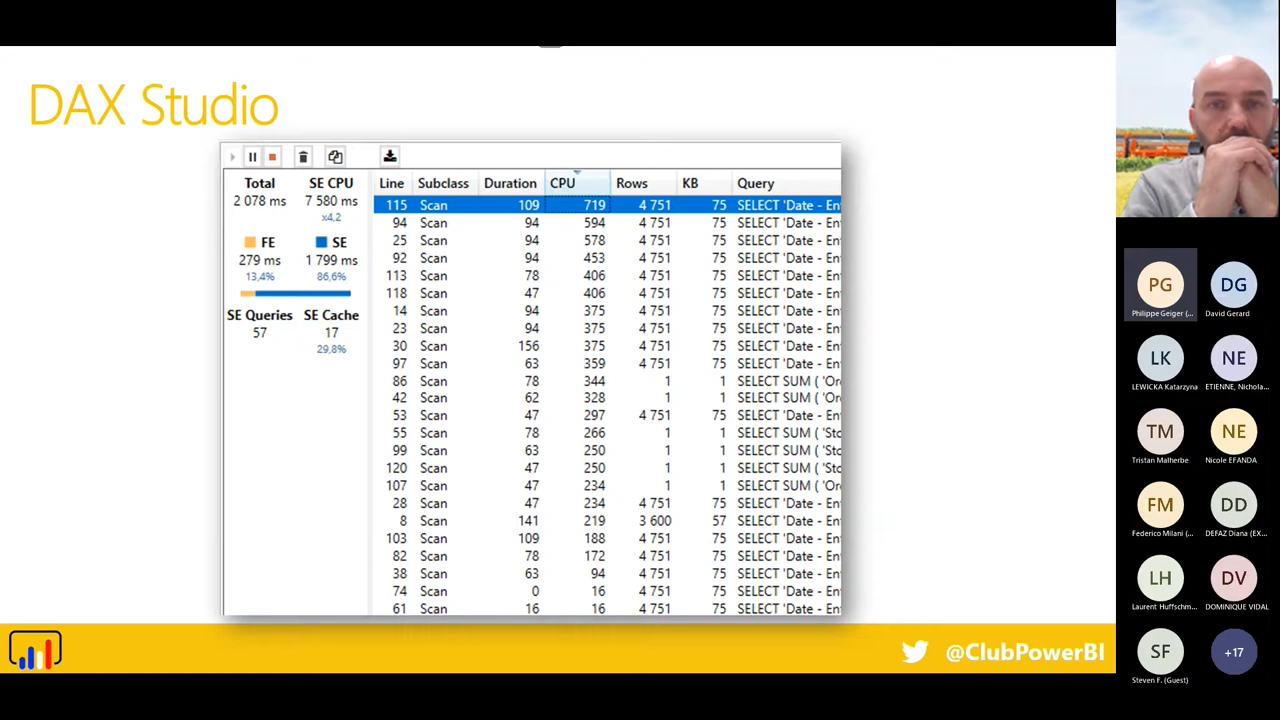 DAX Studio
Total SE CPU
2 078 ms 7 580 ms
x4,2
FE SE
279 ms 1 799 ms
13,4% 86,6%
SE Queries SE Cache
57 17
29,8%
Line Subclass Duration CPU Rows KB Query
115 Scan 109 719 4 751 75 SELECT 'Date - En
94 Scan 94 594 4 751 75 SELECT 'Date - En
25 Scan 94 578 4 751 75 SELECT 'Date - En
92 Scan 94 453 4 751 75 SELECT 'Date - En
113 Scan 78 406 4 751 75 SELECT 'Date - En
118 Scan 47 406 4 751 75 SELECT 'Date - En
14 Scan 94 375 4 751 75 SELECT 'Date - En
23 Scan 94 375 4 751 75 SELECT 'Date - En
30 Scan 156 375 4 751 75 SELECT 'Date - En
97 Scan 63 359 4 751 75 SELECT 'Date - En
86 Scan 78 344 1 1 SELECT SUM ( 'Or
42 Scan 62 328 1 1 SELECT SUM ( 'Or
53 Scan 47 297 4 751 75 SELECT 'Date - En
55 Scan 78 266 1 1 SELECT SUM ( 'Sto
99 Scan 63 250 1 1 SELECT SUM ( 'Sto
120 Scan 47 250 1 1 SELECT SUM ( 'Sto
107 Scan 47 234 1 1 SELECT SUM ( 'Or
28 Scan 47 234 4 751 75 SELECT 'Date - En
8 Scan 141 219 3 600 57 SELECT 'Date - En
103 Scan 109 188 4 751 75 SELECT 'Date - En
82 Scan 78 172 4 751 75 SELECT 'Date - En
38 Scan 63 94 4 751 75 SELECT 'Date - En
74 Scan 0 16 4 751 75 SELECT 'Date - En
61 Scan 16 16 4 751 75 SELECT 'Date - En
@ClubPowerBI
PG DG
Philippe Geiger (... David Gerard
LK NE
LEWICKA Katarzyna ETIENNE, Nichola...
TM NE
Tristan Malherbe Nicole EFANDA
FM DD
Federico Milani (... DEFAZ Diana (EX...
LH DV
Laurent Huffschm... DOMINIQUE VIDAL
SF +17
Steven F. (Guest)